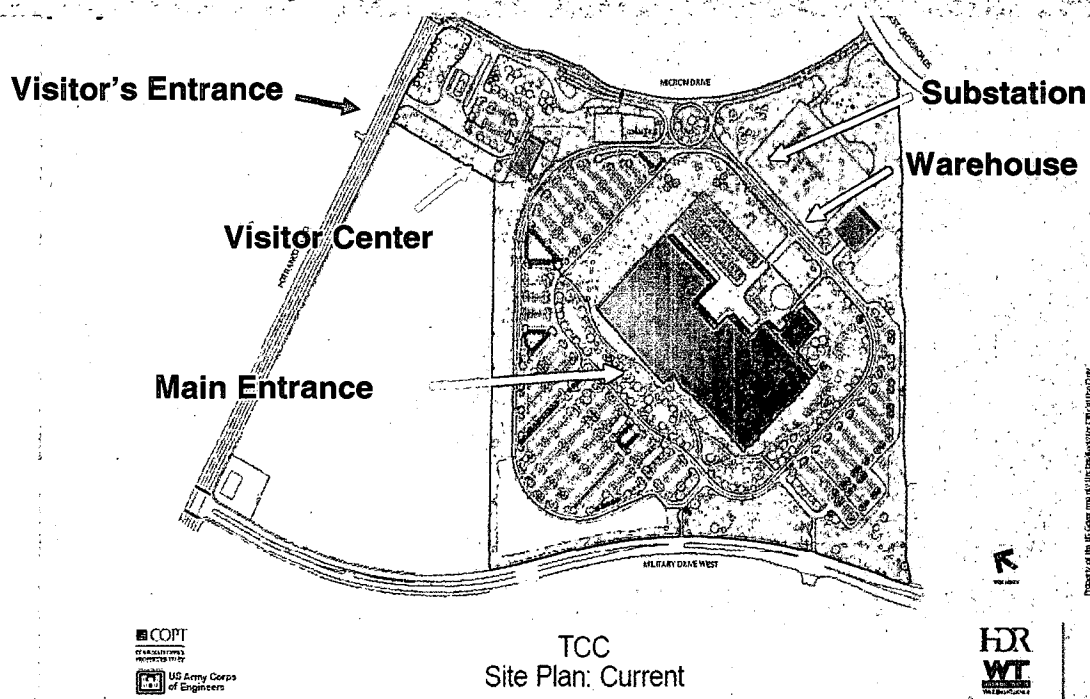 MICRON DRIVE
Visitor's Entrance
Substation
Warehouse
Visitor Center
Main Entrance
MILITARY DRIVE WEST
COPT
US Army Corps
of Engineers
TCC
Site Plan: Current
HDR
WT